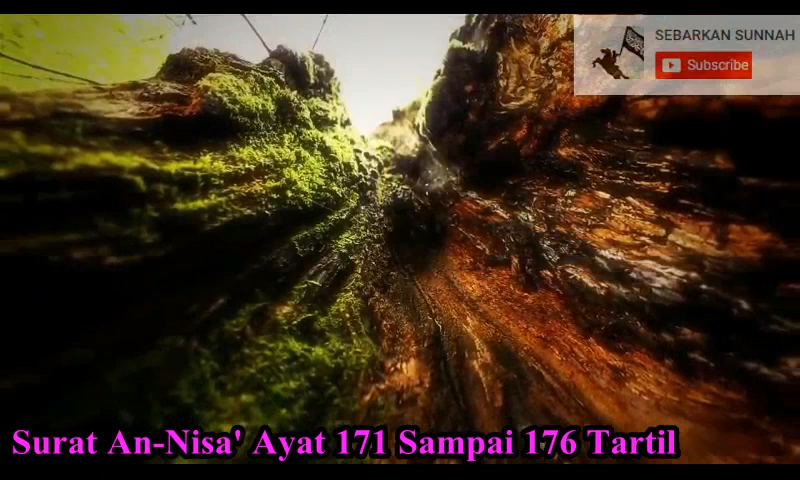 SEBARKAN SUNNAH
Subscribe
Surat An-Nisa' Ayat 171 Sampai 176 Tartil